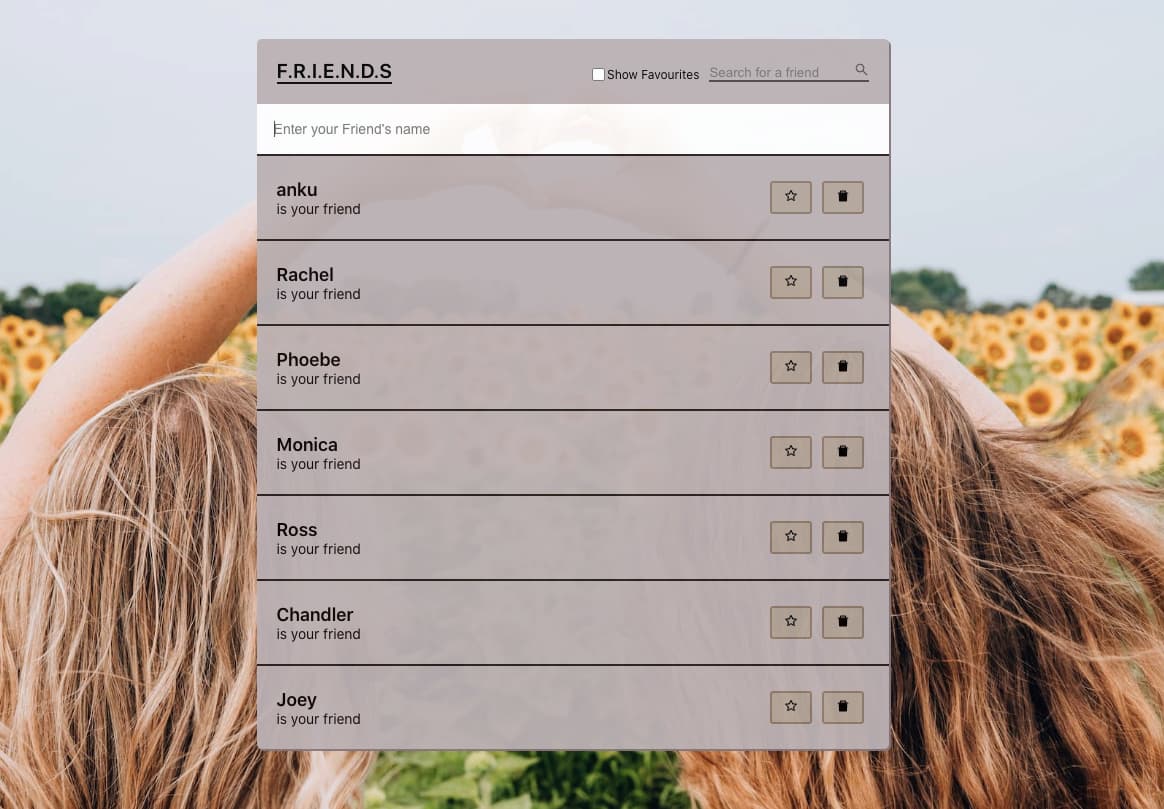 F.R.I.E.N.D.S
Show Favourites
Search for a friend
Enter your Friend's name
anku
is your friend
Rachel
is your friend
Phoebe
is your friend
Monica
is your friend
Ross
is your friend
Chandler
is your friend
Joey
is your friend